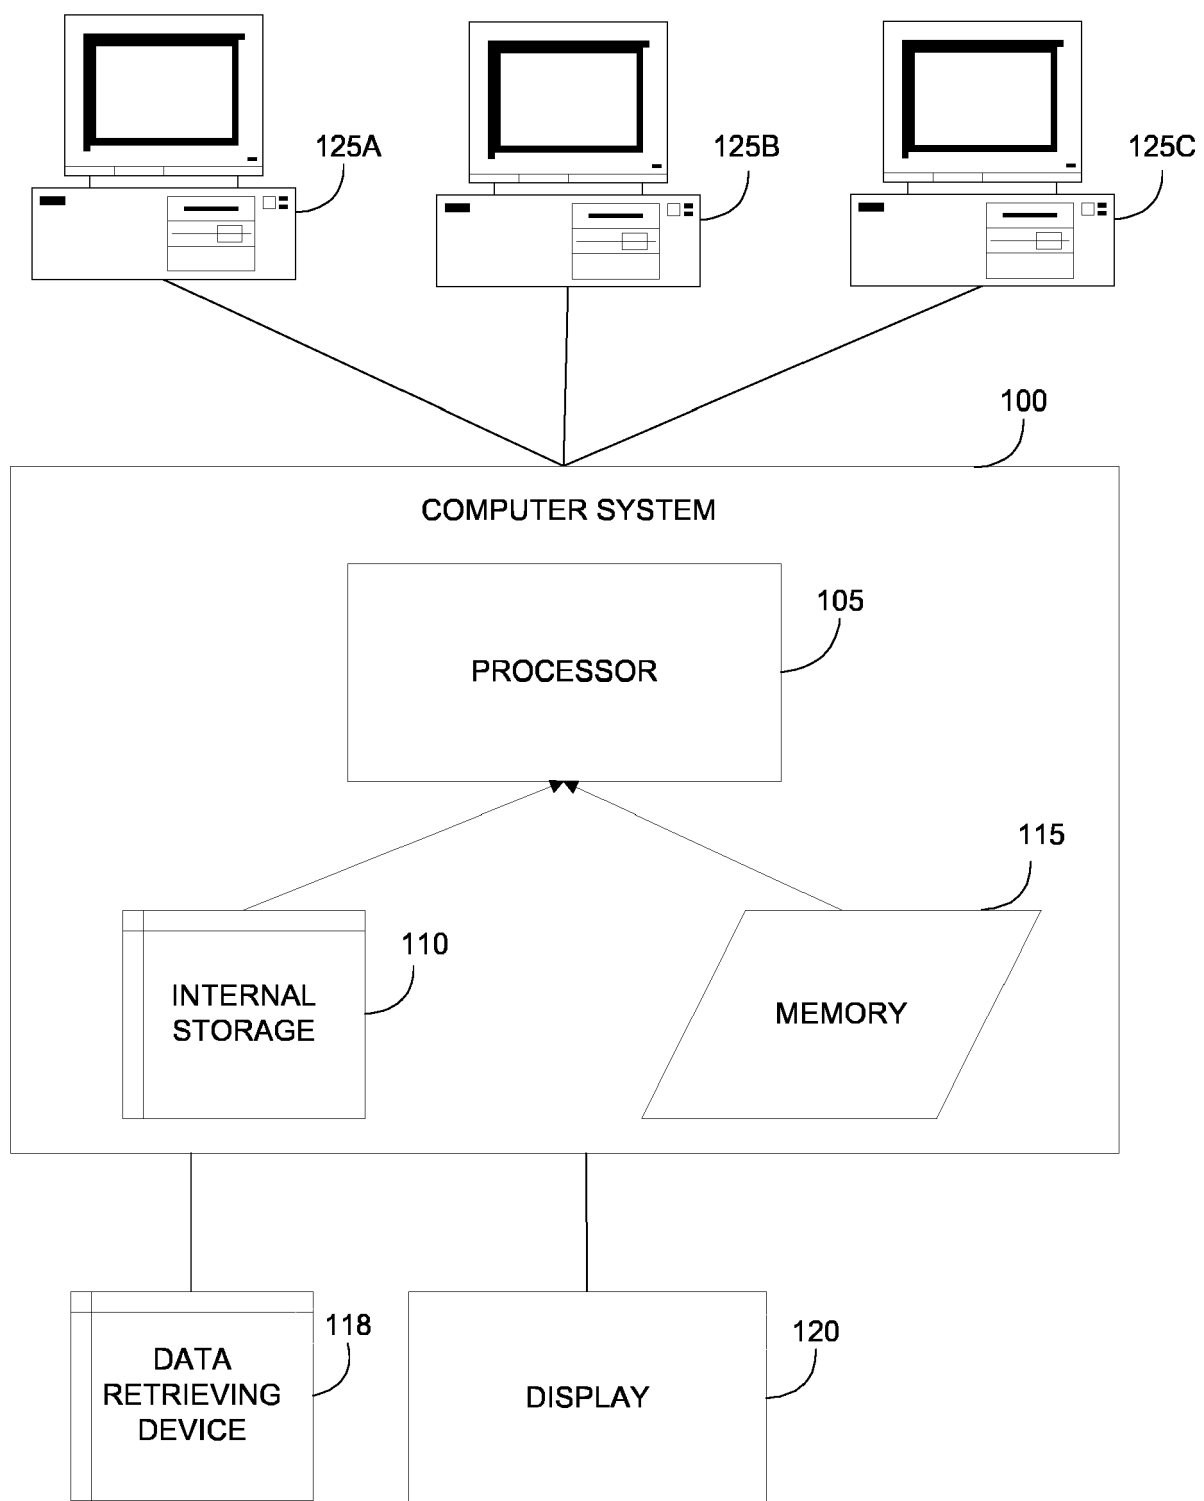 125A
125B
125C
100
COMPUTER SYSTEM
105
PROCESSOR
115
110
INTERNAL
STORAGE
MEMORY
118
120
DATA
RETRIEVING
DEVICE
DISPLAY